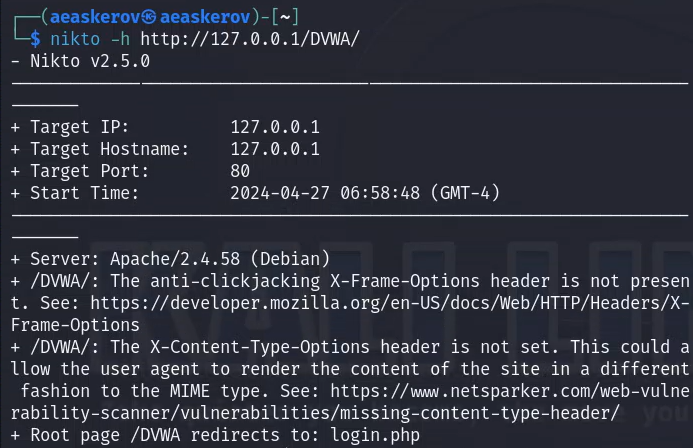 ┌──(aeaskerov㉿aeaskerov)-[~]
└─$ nikto -h http://127.0.0.1/DVWA/
- Nikto v2.5.0
+ Target IP:          127.0.0.1
+ Target Hostname:    127.0.0.1
+ Target Port:        80
+ Start Time:         2024-04-27 06:58:48 (GMT-4)
+ Server: Apache/2.4.58 (Debian)
+ /DVWA/: The anti-clickjacking X-Frame-Options header is not presen
t. See: https://developer.mozilla.org/en-US/docs/Web/HTTP/Headers/X-
Frame-Options
+ /DVWA/: The X-Content-Type-Options header is not set. This could a
llow the user agent to render the content of the site in a different
 fashion to the MIME type. See: https://www.netsparker.com/web-vulne
rability-scanner/vulnerabilities/missing-content-type-header/
+ Root page /DVWA redirects to: login.php